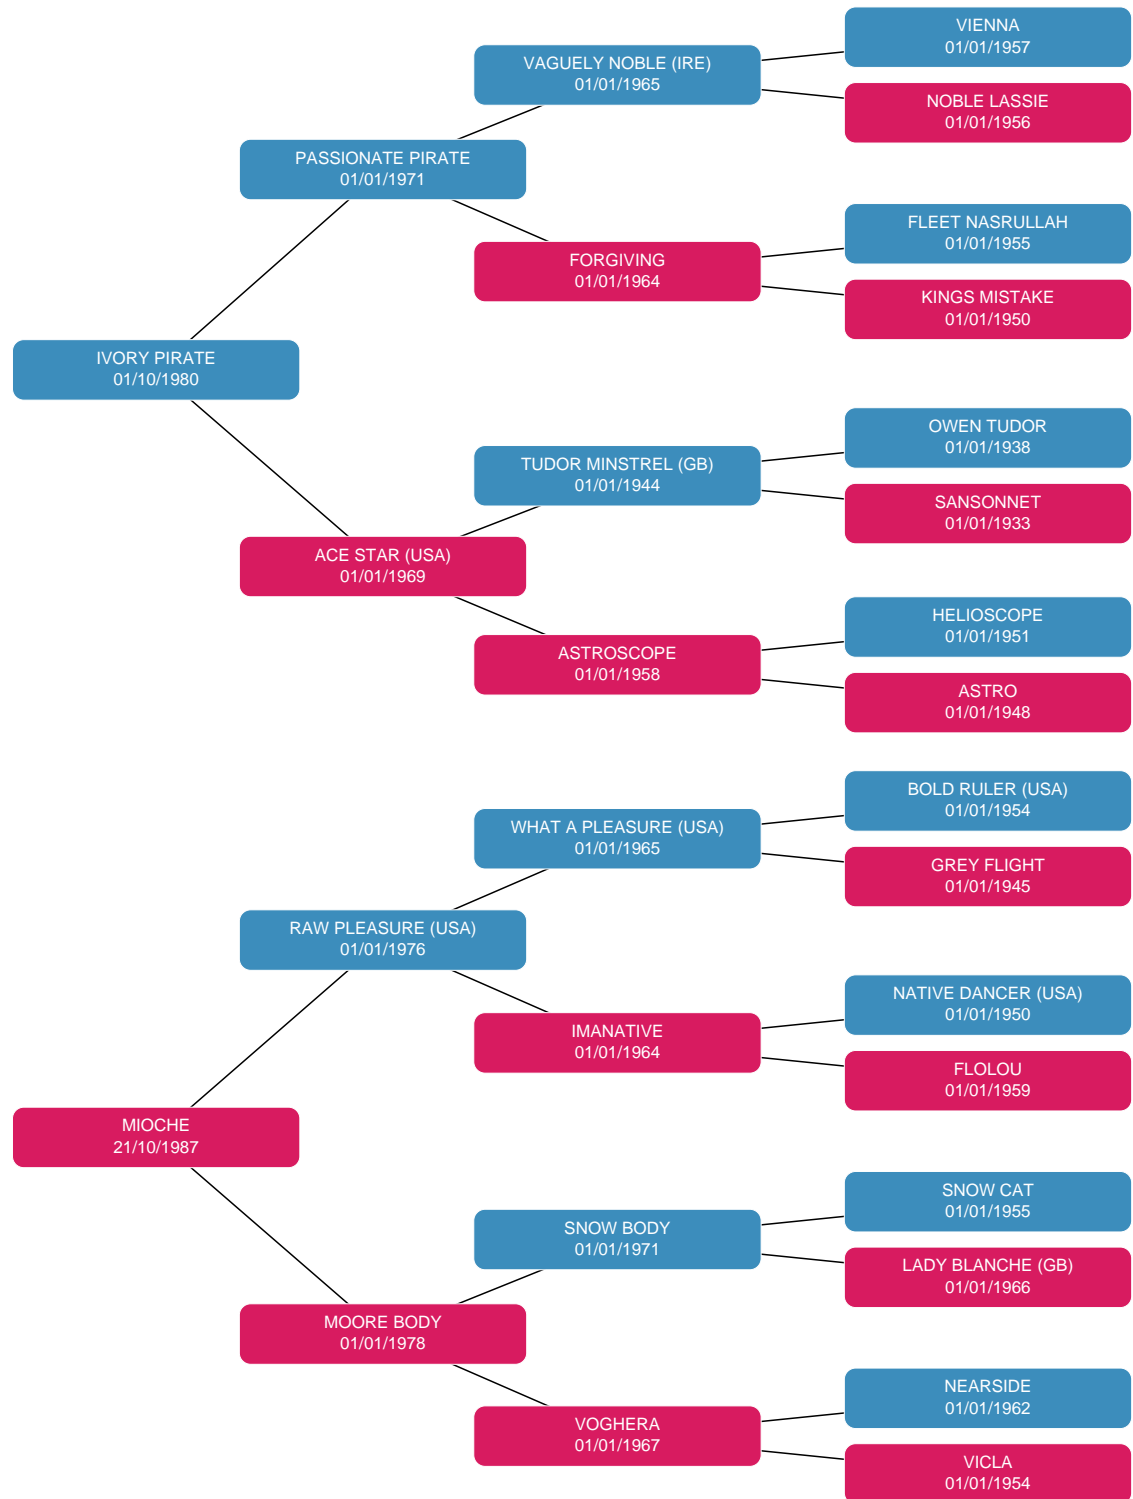 VIENNA
01/01/1957
VAGUELY NOBLE (IRE)
01/01/1965
NOBLE LASSIE
01/01/1956
PASSIONATE PIRATE
01/01/1971
FLEET NASRULLAH
01/01/1955
FORGIVING
01/01/1964
KINGS MISTAKE
01/01/1950
IVORY PIRATE
01/10/1980
OWEN TUDOR
01/01/1938
TUDOR MINSTREL (GB)
01/01/1944
SANSONNET
01/01/1933
ACE STAR (USA)
01/01/1969
HELIOSCOPE
01/01/1951
ASTROSCOPE
01/01/1958
ASTRO
01/01/1948
BOLD RULER (USA)
01/01/1954
WHAT A PLEASURE (USA)
01/01/1965
GREY FLIGHT
01/01/1945
RAW PLEASURE (USA)
01/01/1976
NATIVE DANCER (USA)
01/01/1950
IMANATIVE
01/01/1964
FLOLOU
01/01/1959
MIOCHE
21/10/1987
SNOW CAT
01/01/1955
SNOW BODY
01/01/1971
LADY BLANCHE (GB)
01/01/1966
MOORE BODY
01/01/1978
NEARSIDE
01/01/1962
VOGHERA
01/01/1967
VICLA
01/01/1954